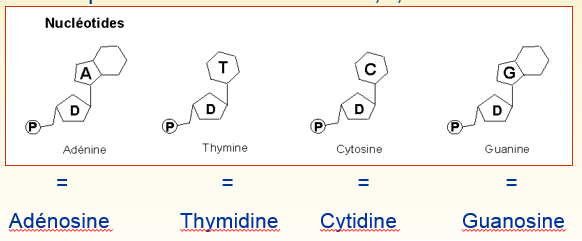 Nucléotides
A T C G
D D D D
P P P P
Adénine Thymine Cytosine Guanine
= = = =
Adénosine Thymidine Cytidine Guanosine